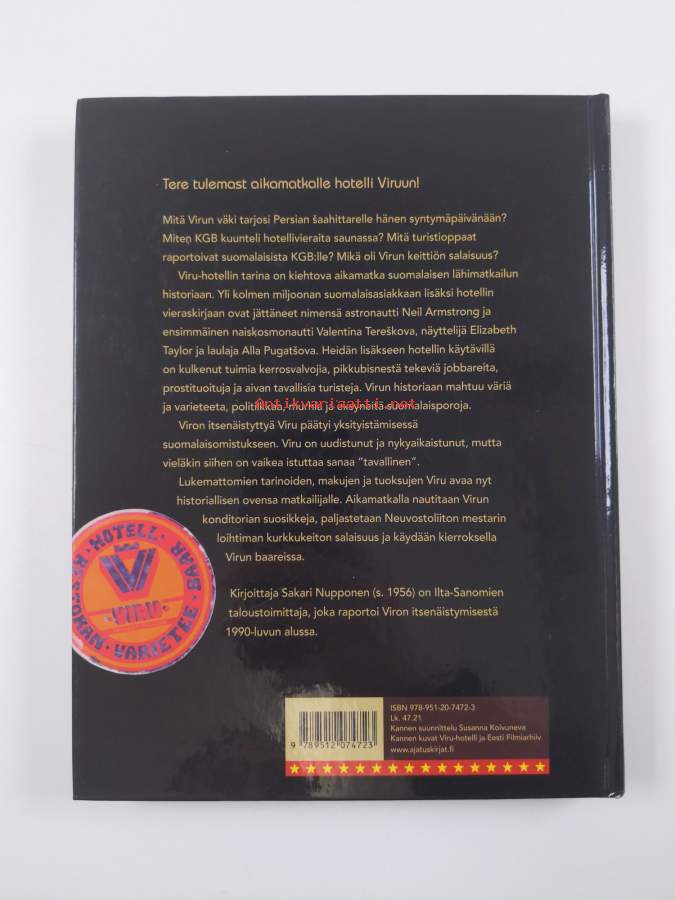 Tere tulemast aikamatkalle hotelli Viruun!
Mitä Virun väki tarjosi Persian šaahittarelle hänen syntymäpäivänään?
Miten KGB kuunteli hotellivieraita saunassa? Mitä turistioppaat
raportoivat suomalaisista KGB:lle? Mikä oli Virun keittiön salaisuus?
Viru-hotellin tarina on kiehtova aikamatka suomalaisen lähimatkailun
historiaan. Yli kolmen miljoonan suomalaisasiakkaan lisäksi hotellin
vieraskirjaan ovat jättäneet nimensä astronautti Neil Armstrong ja
ensimmäinen naiskosmonautti Valentina Tereškova, näyttelijä Elizabeth
Taylor ja laulaja Alla Pugatšova. Heidän lisäkseen hotellin käytävillä
on kulkenut tuimia kerrosvalvojia, pikkubisnestä tekeviä jobbareita,
prostituoituja ja aivan tavallisia turisteja. Virun historiaan mahtuu väriä
ja varieteeta, politiikkaa, murhia ja eksyneitä suomalaisporoja.
Antikvariaatti.net
Viron itsenäistyttyä Viru päätyi yksityistämisessä
suomalaisomistukseen. Viru on uudistunut ja nykyaikaistunut, mutta
vieläkin siihen on vaikea istuttaa sanaa "tavallinen".
Lukemattomien tarinoiden, makujen ja tuoksujen Viru avaa nyt
historiallisen ovensa matkailijalle. Aikamatkalla nautitaan Virun
konditorian suosikkeja, paljastetaan Neuvostoliiton mestarin
loihtiman kurkkukeiton salaisuus ja käydään kierroksella
Virun baareissa.
HOTELL
BAAR
VARIETEE
VIRU
Kirjoittaja Sakari Nupponen (s. 1956) on Ilta-Sanomien
taloustoimittaja, joka raportoi Viron itsenäistymisestä
1990-luvun alussa.
ISBN 978-951-20-7472-3
Lk. 47.21
Kannen suunnittelu Susanna Koivuneva
Kannen kuvat Viru-hotelli ja Eesti Filmiarhiiv
www.ajatuskirjat.fi
9 789512 074723